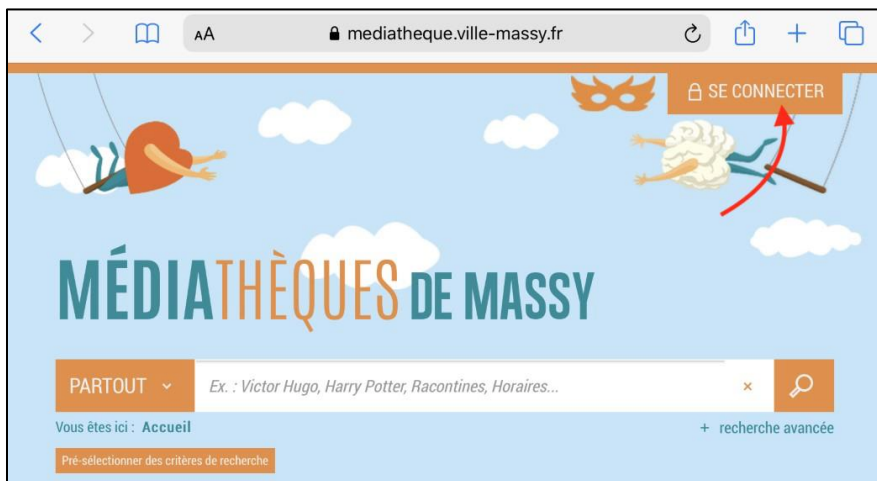 AA mediatheque.ville-massy.fr
SE CONNECTER
MÉDIATHÈQUES DE MASSY
PARTOUT Ex. : Victor Hugo, Harry Potter, Racontines, Horaires...
Vous êtes ici : Accueil + recherche avancée
Pré-sélectionner des critères de recherche